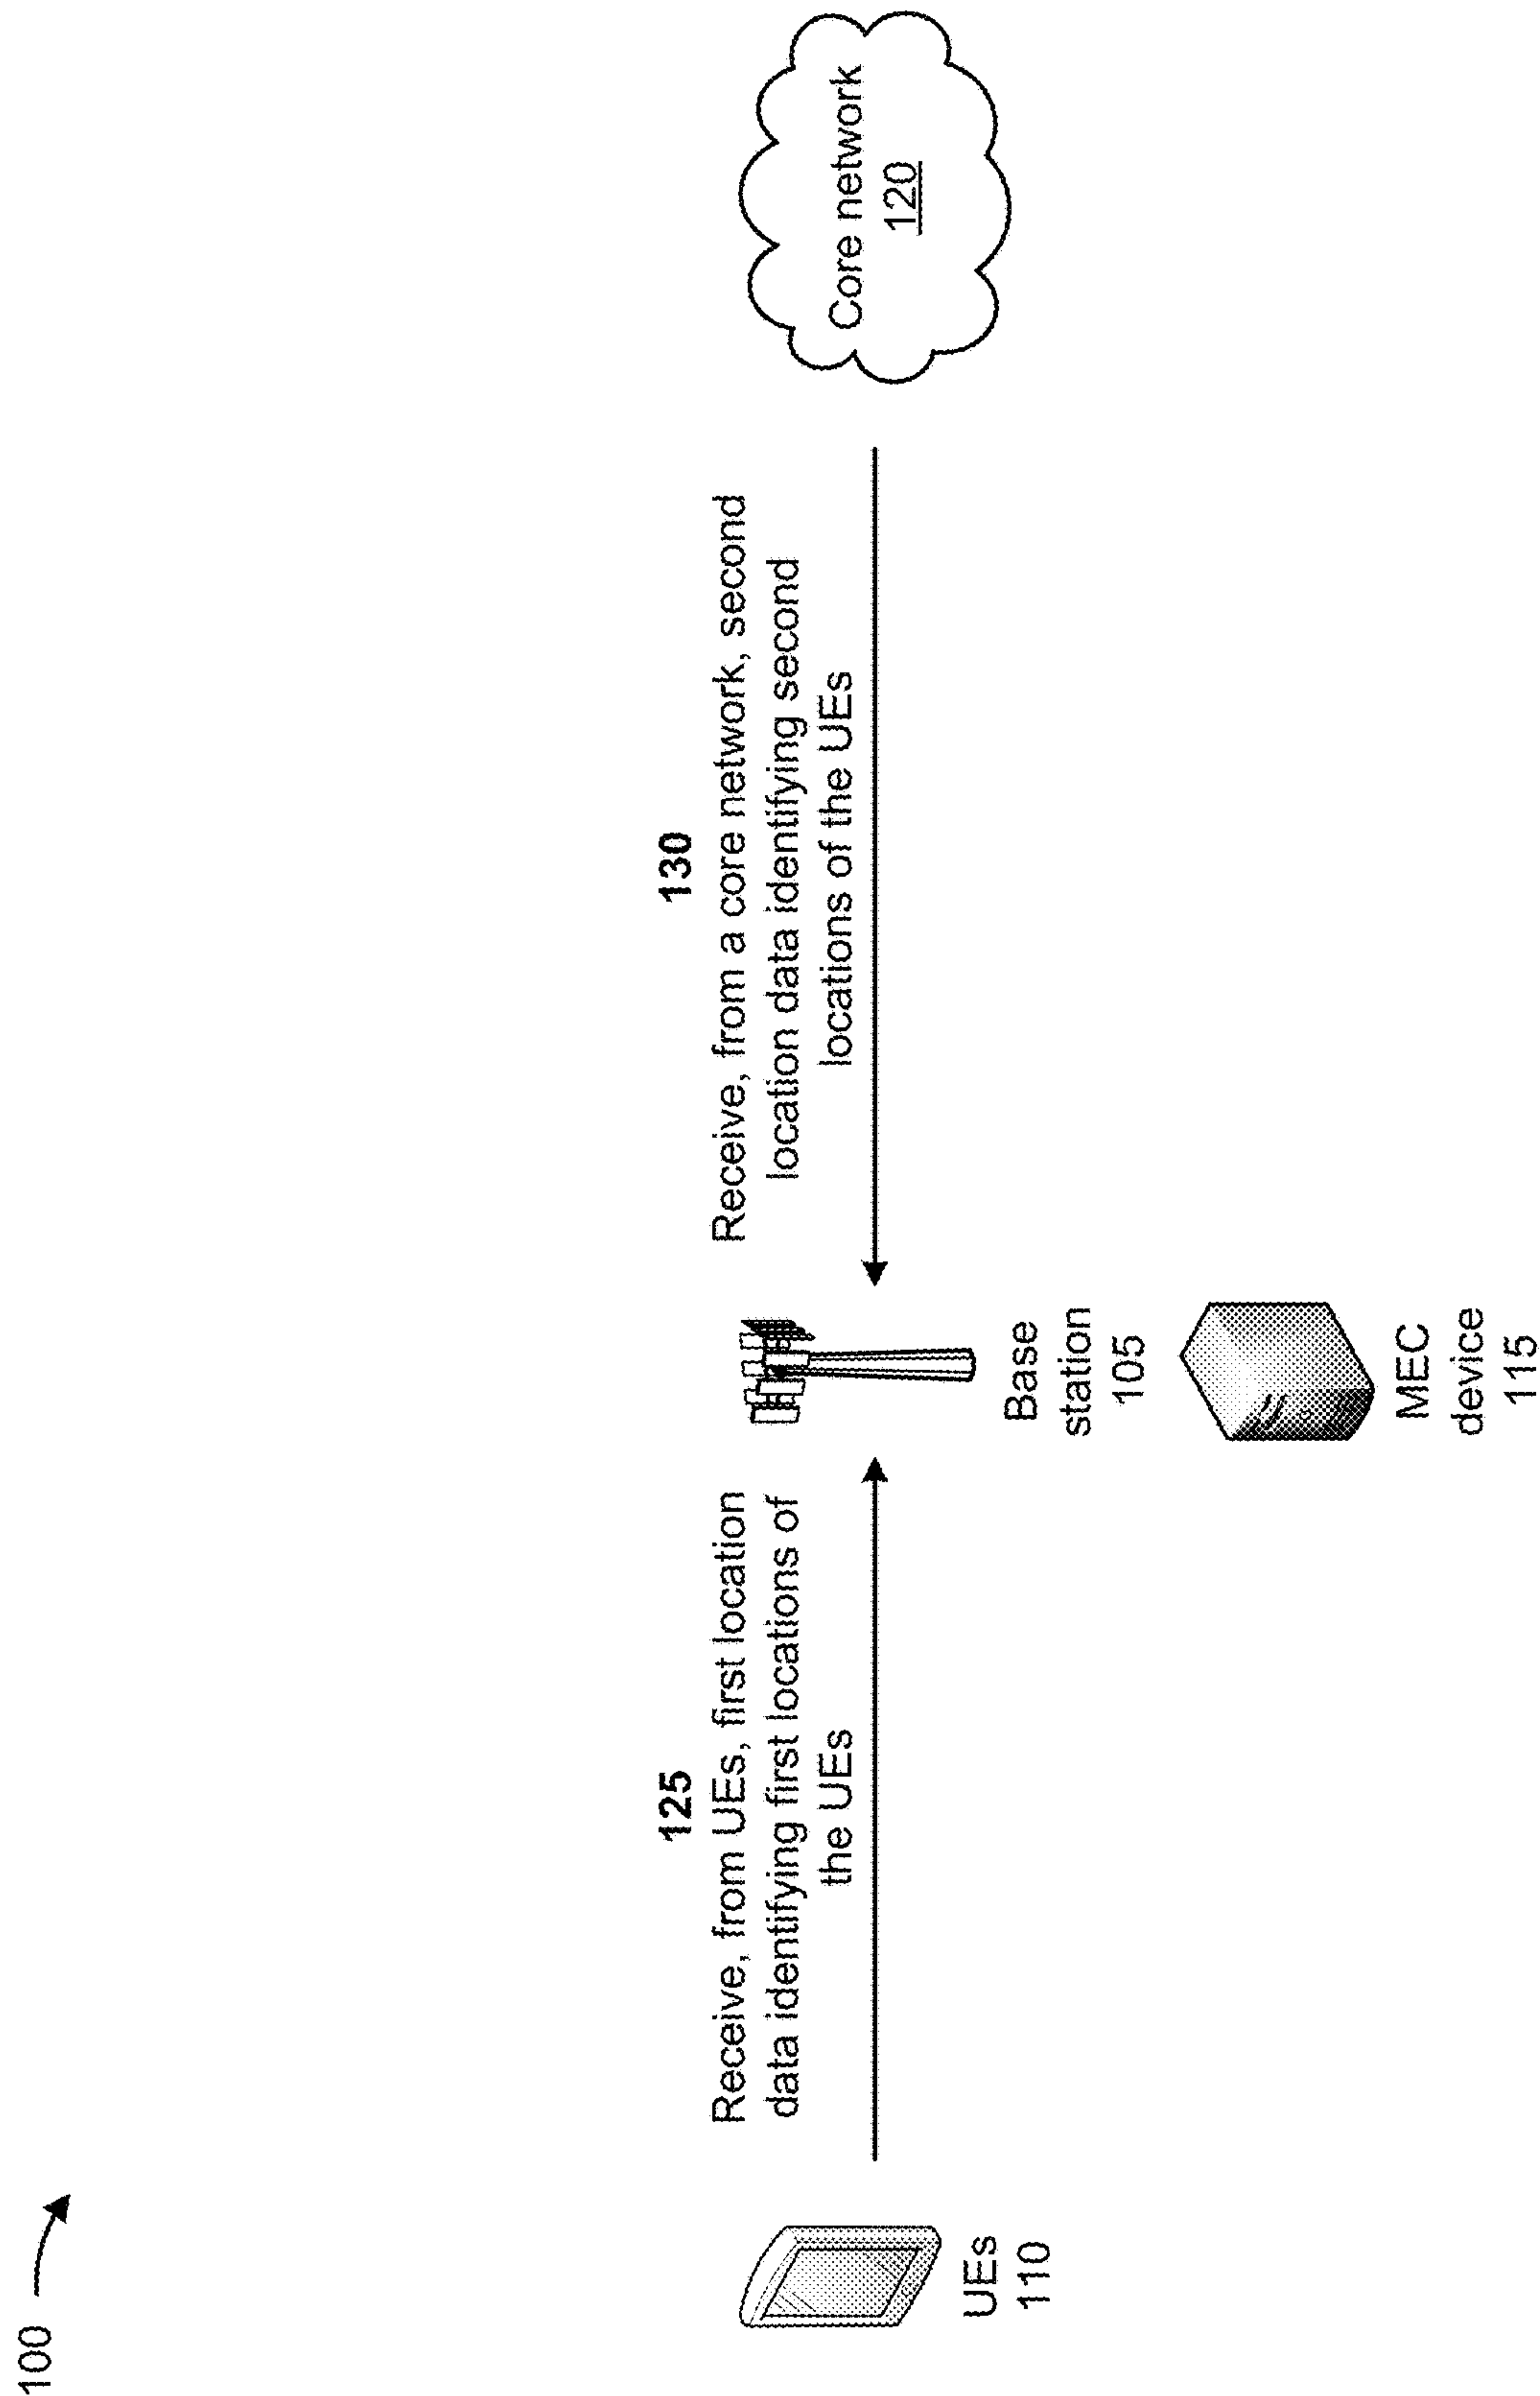 100
125
Receive, from UEs, first location
data identifying first locations of
the UEs
130
Receive, from a core network, second
location data identifying second
locations of the UEs
Core network
120
UEs
110
Base
station
105
MEC
device
115